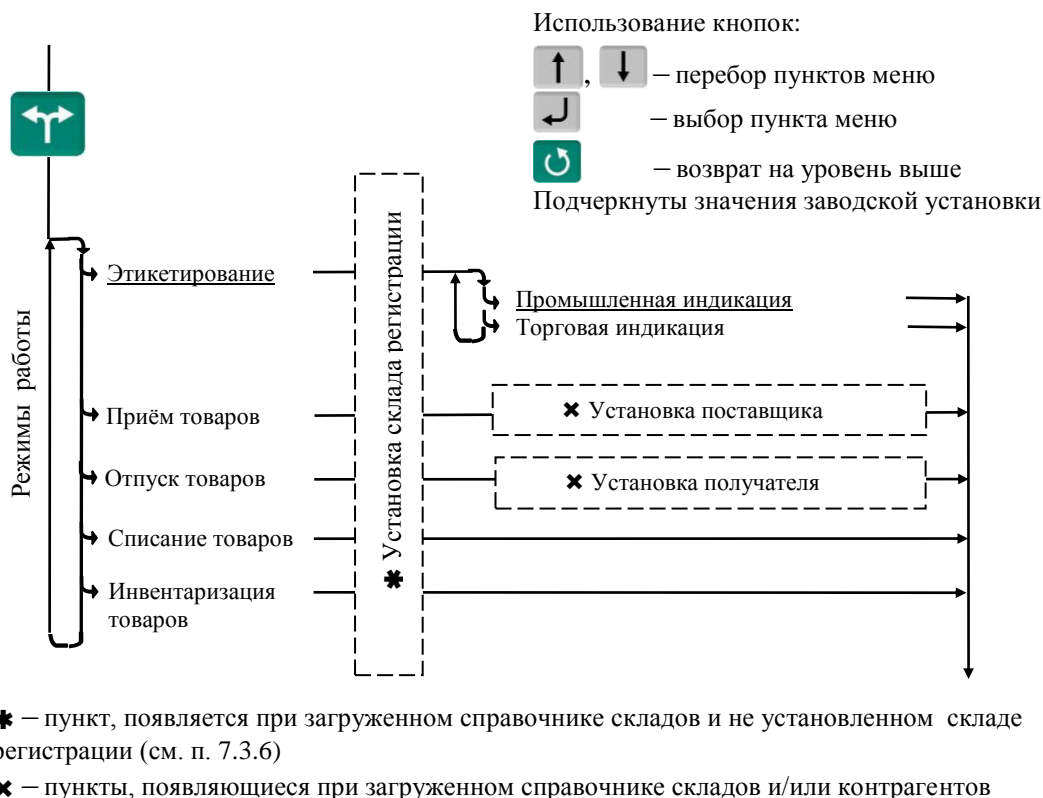 Использование кнопок:
, – перебор пунктов меню
– выбор пункта меню
– возврат на уровень выше
Подчеркнуты значения заводской установки
Режимы работы
Этикетирование
✱ Установка склада регистрации
Промышленная индикация
Торговая индикация
Приём товаров
✖ Установка поставщика
Отпуск товаров
✖ Установка получателя
Списание товаров
Инвентаризация
товаров
✱ – пункт, появляется при загруженном справочнике складов и не установленном складе
регистрации (см. п. 7.3.6)
✖ – пункты, появляющиеся при загруженном справочнике складов и/или контрагентов